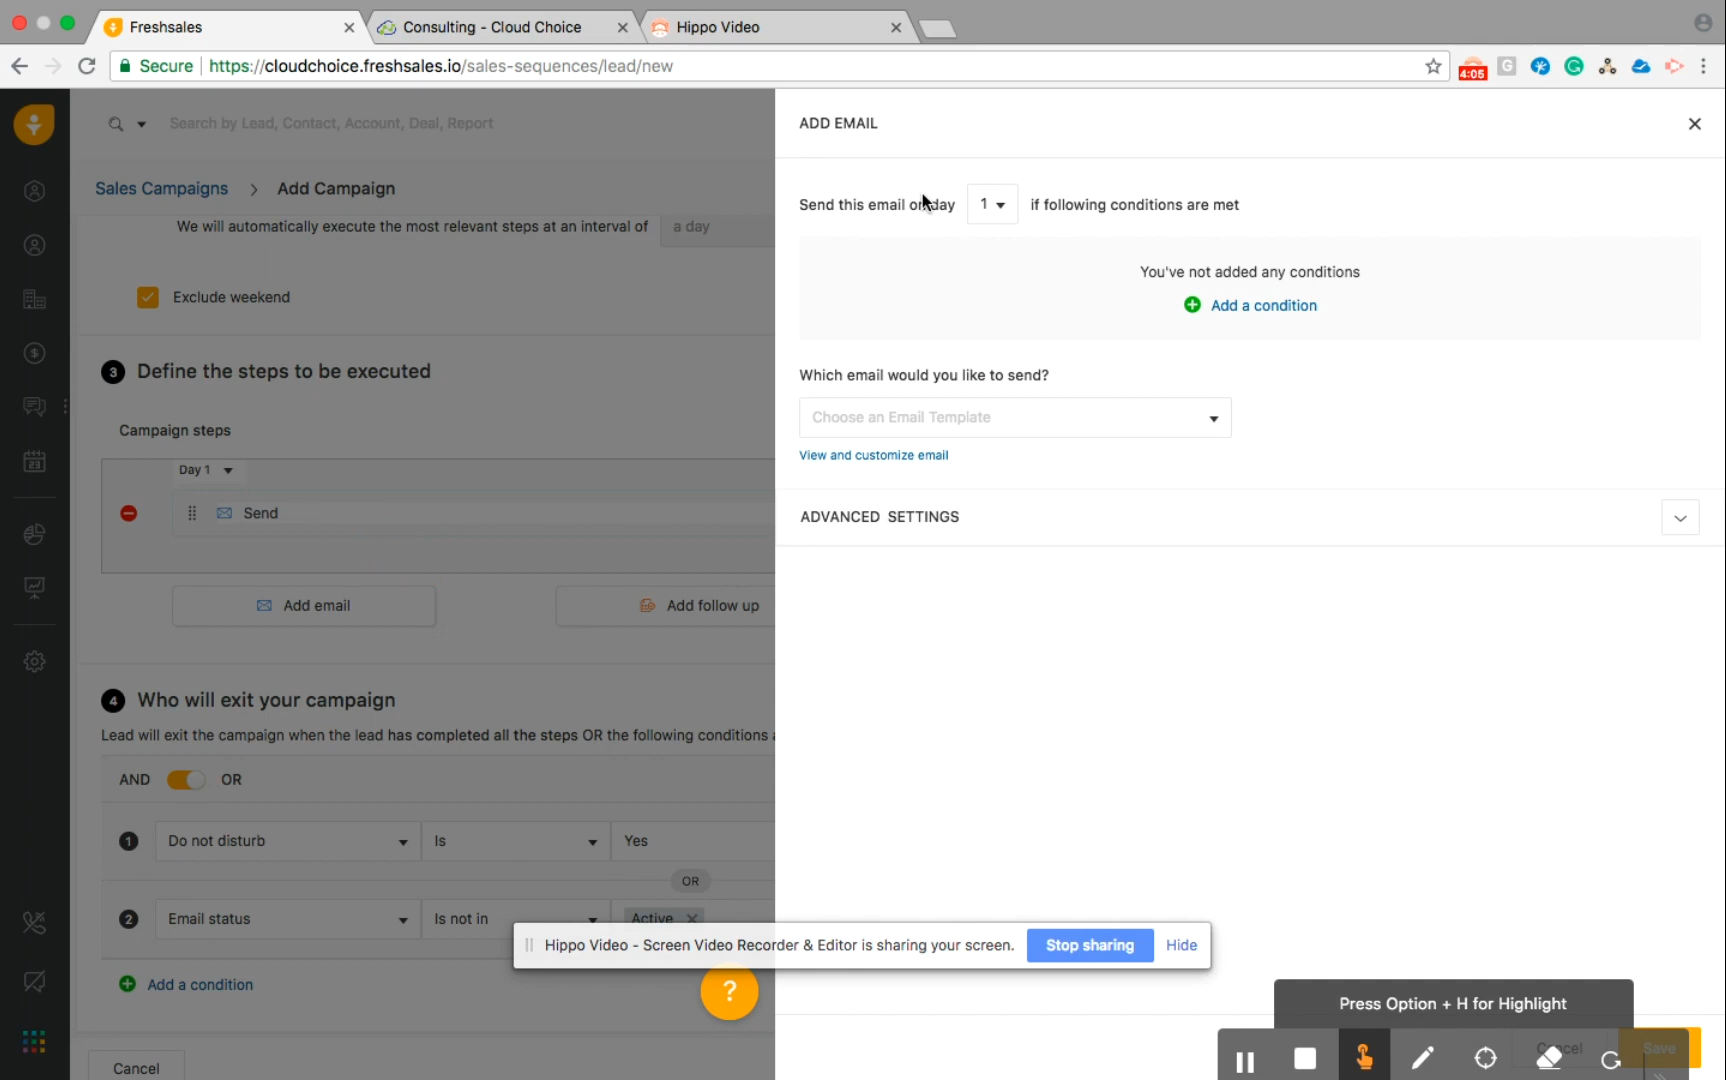 Freshsales
Consulting - Cloud Choice
Hippo Video
Secure
https://cloudchoice.freshsales.io/sales-sequences/lead/new
4:05
Search by Lead, Contact, Account, Deal, Report
Sales Campaigns > Add Campaign
We will automatically execute the most relevant steps at an interval of a day
Exclude weekend
3 Define the steps to be executed
Campaign steps
Day 1
Send
Add email
Add follow up
4 Who will exit your campaign
Lead will exit the campaign when the lead has completed all the steps OR the following conditions
AND OR
1 Do not disturb Is Yes
OR
2 Email status Is not in Active
Add a condition
Cancel
23
ADD EMAIL
Send this email on day 1 if following conditions are met
You've not added any conditions
Add a condition
Which email would you like to send?
Choose an Email Template
View and customize email
ADVANCED SETTINGS
Hippo Video - Screen Video Recorder & Editor is sharing your screen. Stop sharing Hide
?
Press Option + H for Highlight
Cancel
Save